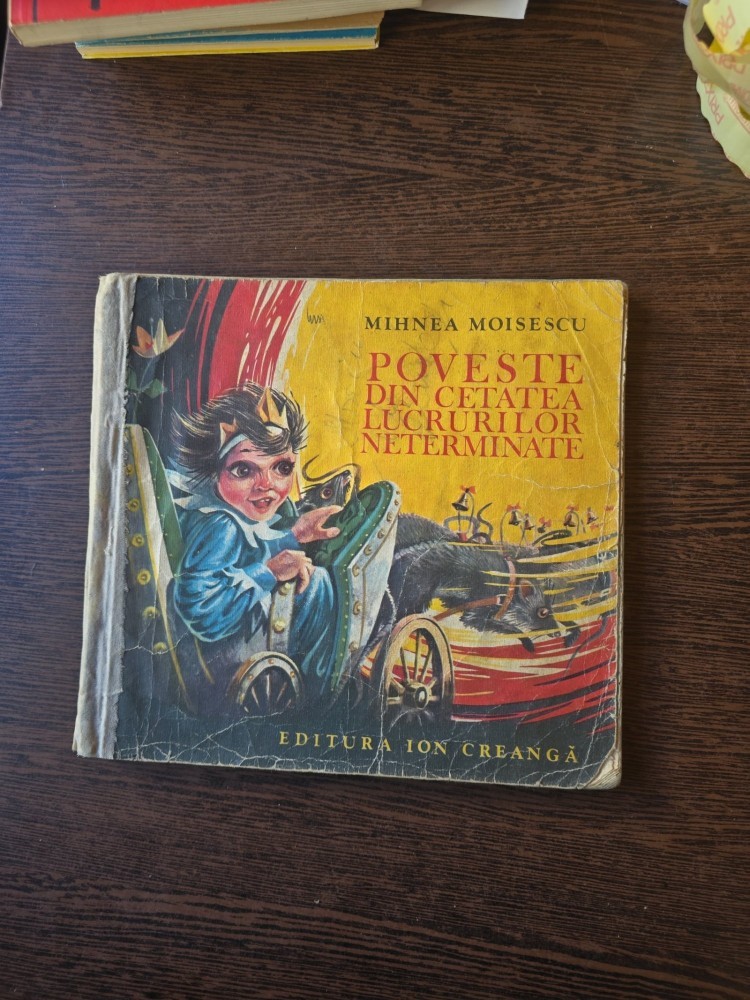 MIHNEA MOISESCU
POVESTE
DIN CETATEA
LUCRURILOR
NETERMINATE
EDITURA ION CREANGĂ